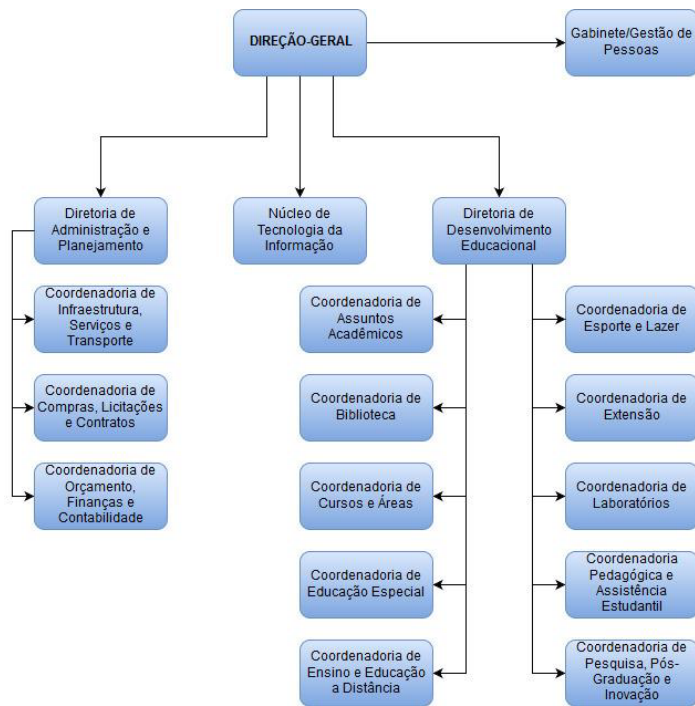 DIREÇÃO-GERAL
Gabinete/Gestão de
Pessoas
Diretoria de
Administração e
Planejamento
Núcleo de
Tecnologia da
Informação
Diretoria de
Desenvolvimento
Educacional
Coordenadoria de
Infraestrutura,
Serviços e
Transporte
Coordenadoria de
Compras, Licitações
e Contratos
Coordenadoria de
Orçamento,
Finanças e
Contabilidade
Coordenadoria de
Assuntos
Acadêmicos
Coordenadoria de
Biblioteca
Coordenadoria de
Cursos e Áreas
Coordenadoria de
Educação Especial
Coordenadoria de
Ensino e Educação
a Distância
Coordenadoria de
Esporte e Lazer
Coordenadoria de
Extensão
Coordenadoria de
Laboratórios
Coordenadoria
Pedagógica e
Assistência
Estudantil
Coordenadoria de
Pesquisa, Pós-
Graduação e
Inovação